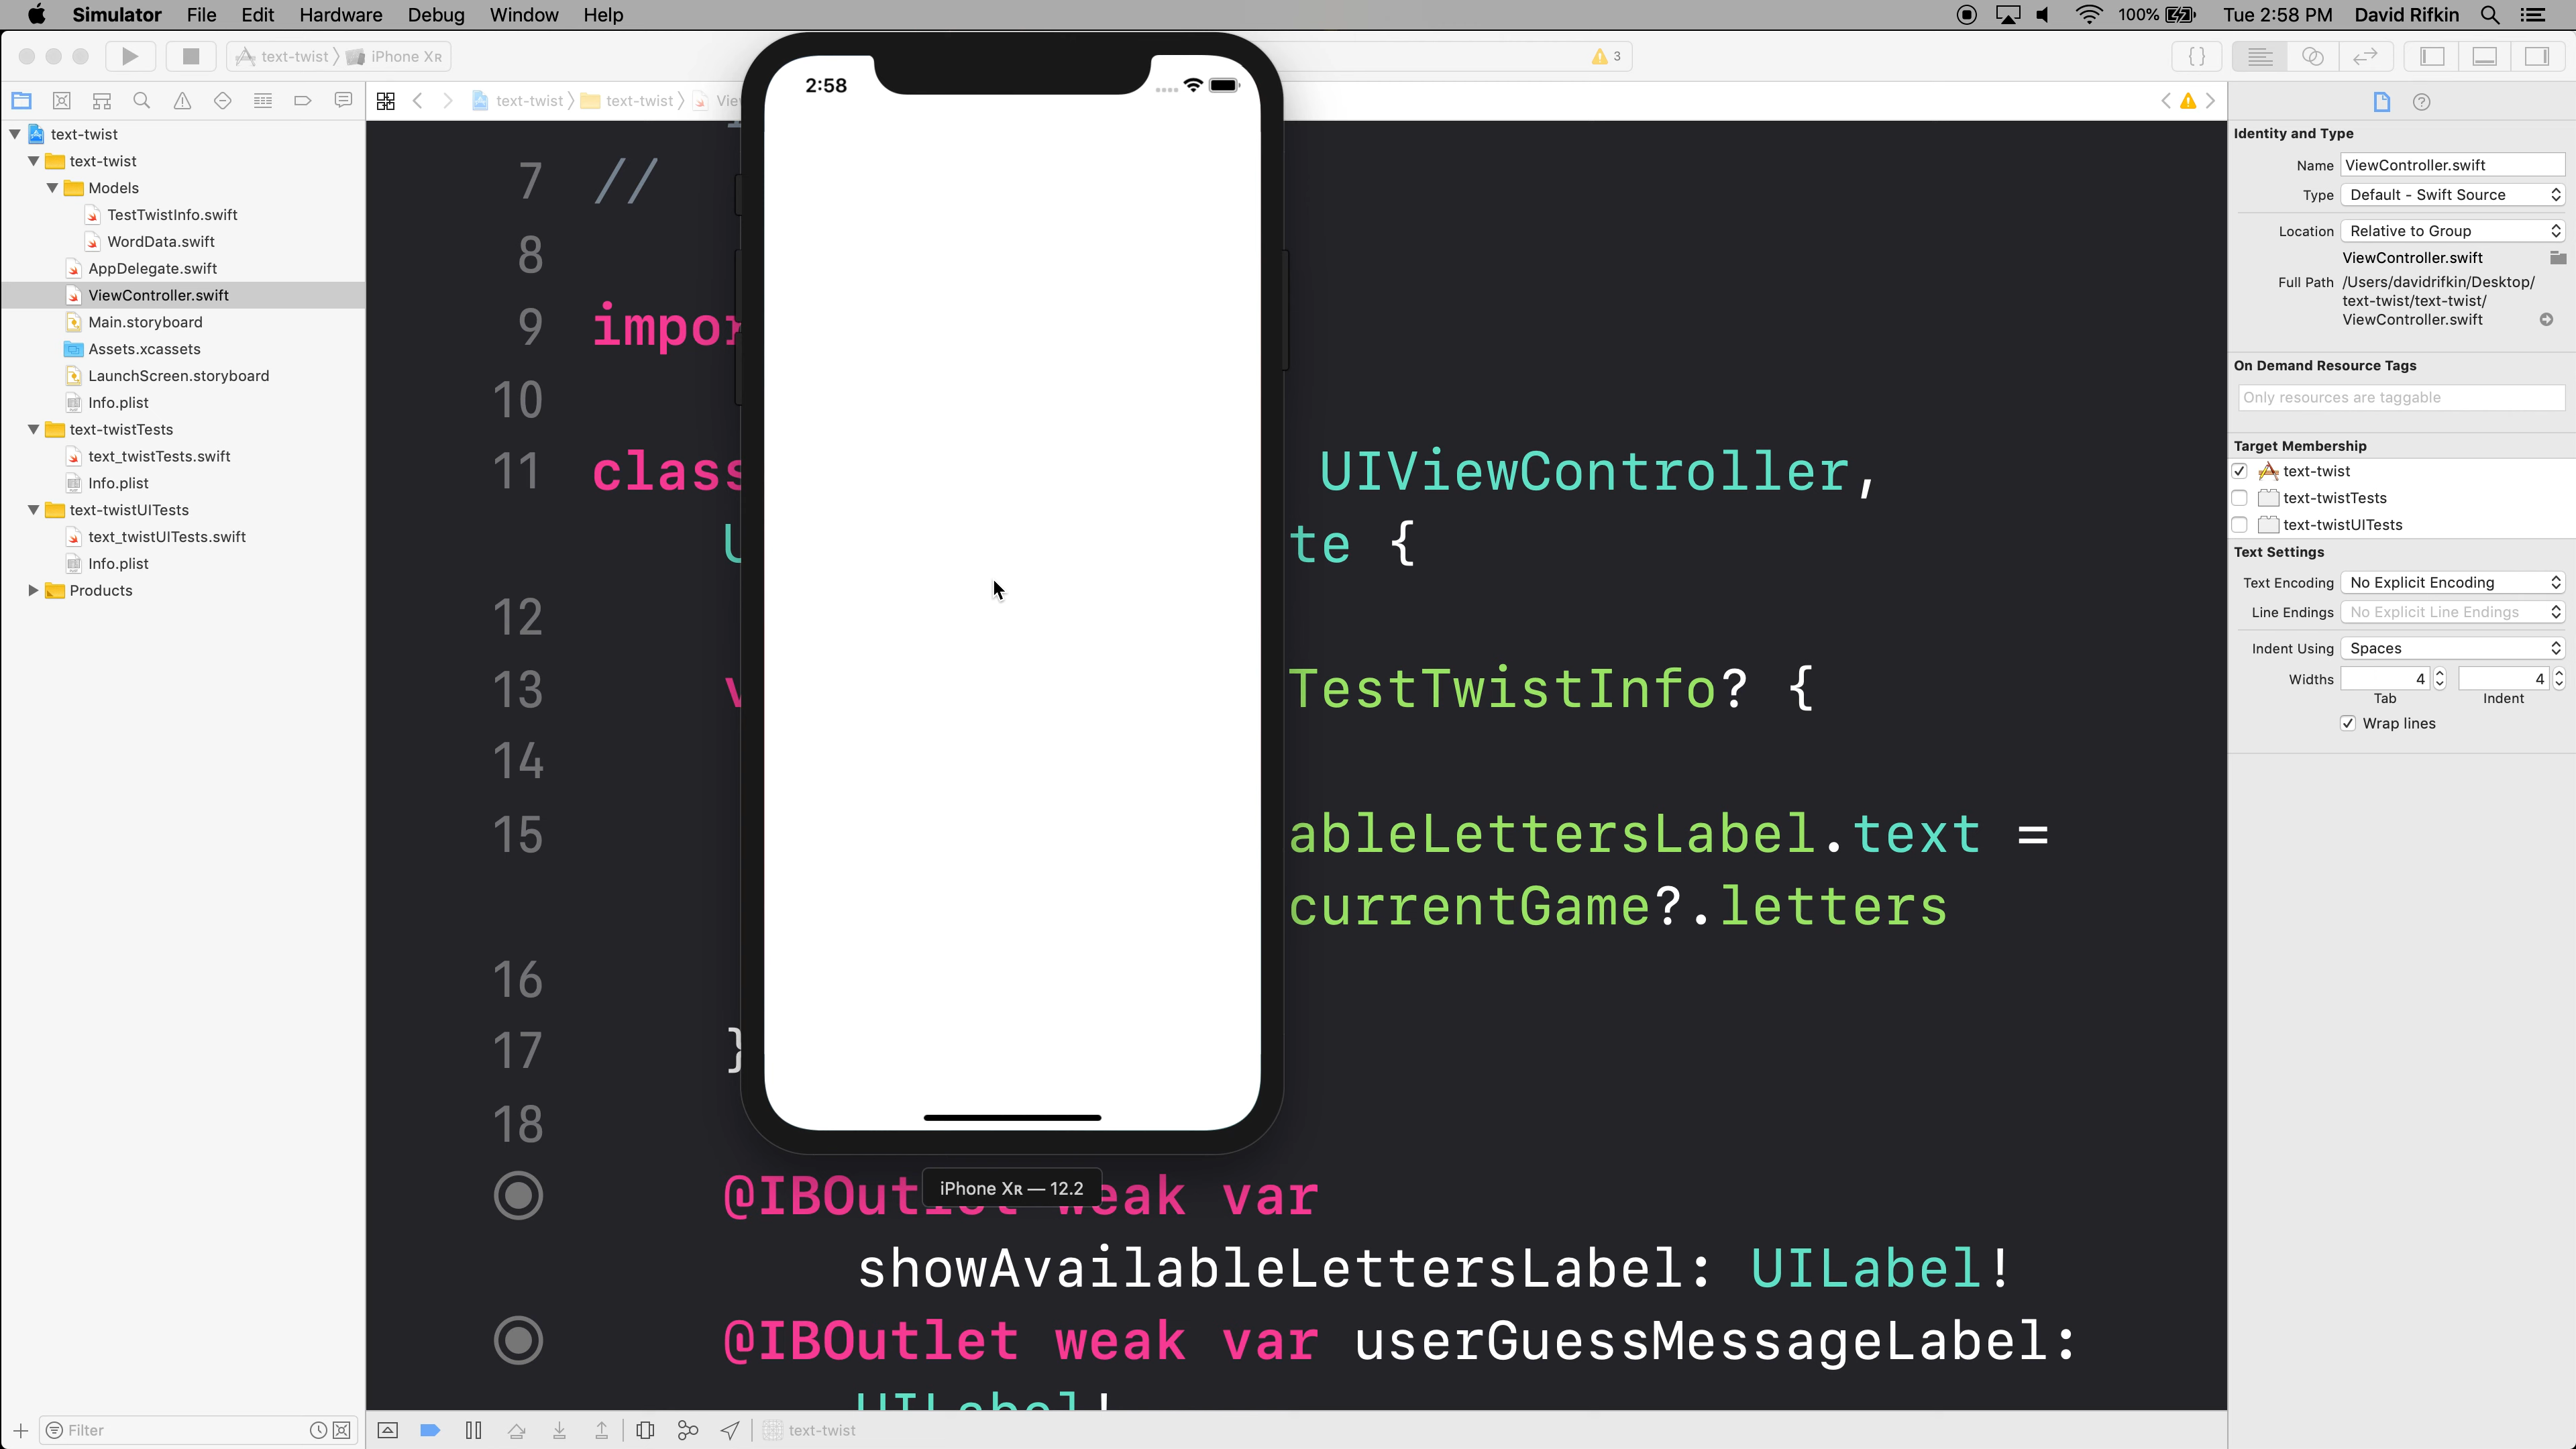 Simulator File Edit Hardware Debug Window Help 100% Tue 2:58 PM David Rifkin
text-twist iPhone XR 3
text-twist text-twist
2:58
text-twist
text-twist
Models
TestTwistInfo.swift
WordData.swift
AppDelegate.swift
ViewController.swift
Main.storyboard
Assets.xcassets
LaunchScreen.storyboard
Info.plist
text-twistTests
text_twistTests.swift
Info.plist
text-twistUITests
text_twistUITests.swift
Info.plist
Products
Filter
7 //
8
9 impor
10
11 class UIViewController,
te {
12
13 TestTwistInfo? {
14
15 ableLettersLabel.text =
currentGame?.letters
16
17 }
18
@IBOutlet weak var
showAvailableLettersLabel: UILabel!
@IBOutlet weak var userGuessMessageLabel:
UILabel!
iPhone XR — 12.2
text-twist
Identity and Type
Name ViewController.swift
Type Default - Swift Source
Location Relative to Group
ViewController.swift
Full Path /Users/davidrifkin/Desktop/
text-twist/text-twist/
ViewController.swift
On Demand Resource Tags
Only resources are taggable
Target Membership
text-twist
text-twistTests
text-twistUITests
Text Settings
Text Encoding No Explicit Encoding
Line Endings No Explicit Line Endings
Indent Using Spaces
Widths 4 4
Tab Indent
Wrap lines